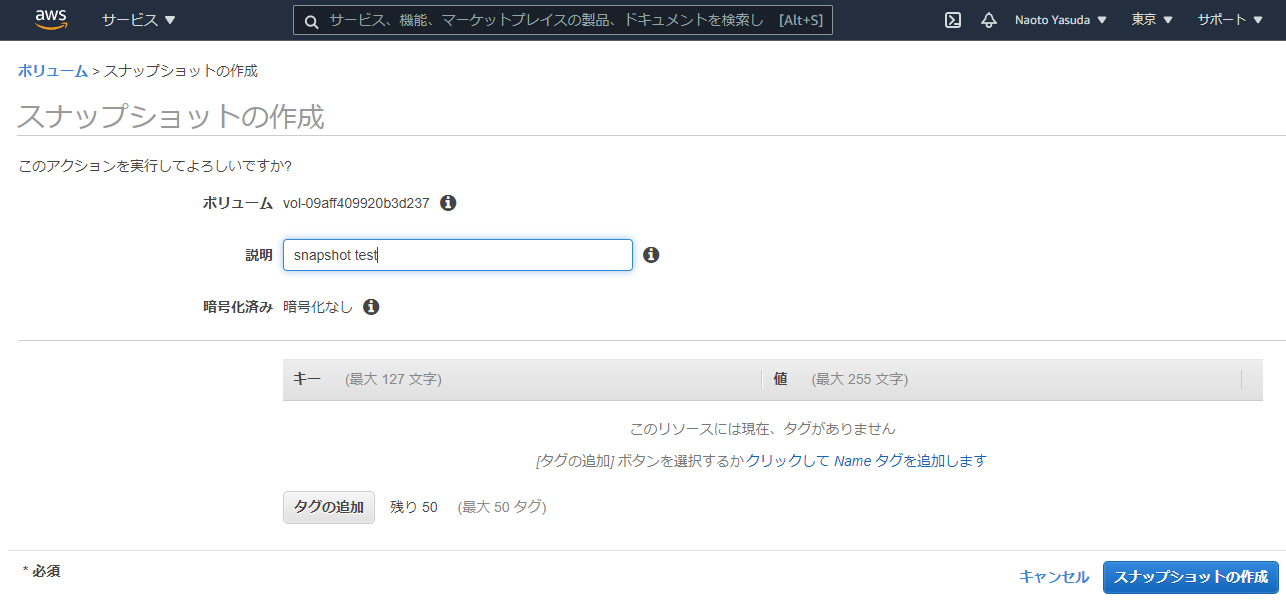 aws サービス ▼ サービス、機能、マーケットプレイスの製品、ドキュメントを検索し [Alt+S] Naoto Yasuda ▼ 東京 ▼ サポート ▼
ボリューム > スナップショットの作成
スナップショットの作成
このアクションを実行してよろしいですか?
ボリューム vol-09aff409920b3d237
説明 snapshot test
暗号化済み 暗号化なし
キー (最大 127 文字) 値 (最大 255 文字)
このリソースには現在、タグがありません
[タグの追加] ボタンを選択するか クリックして Name タグを追加します
タグの追加 残り 50 (最大 50 タグ)
* 必須 キャンセル スナップショットの作成